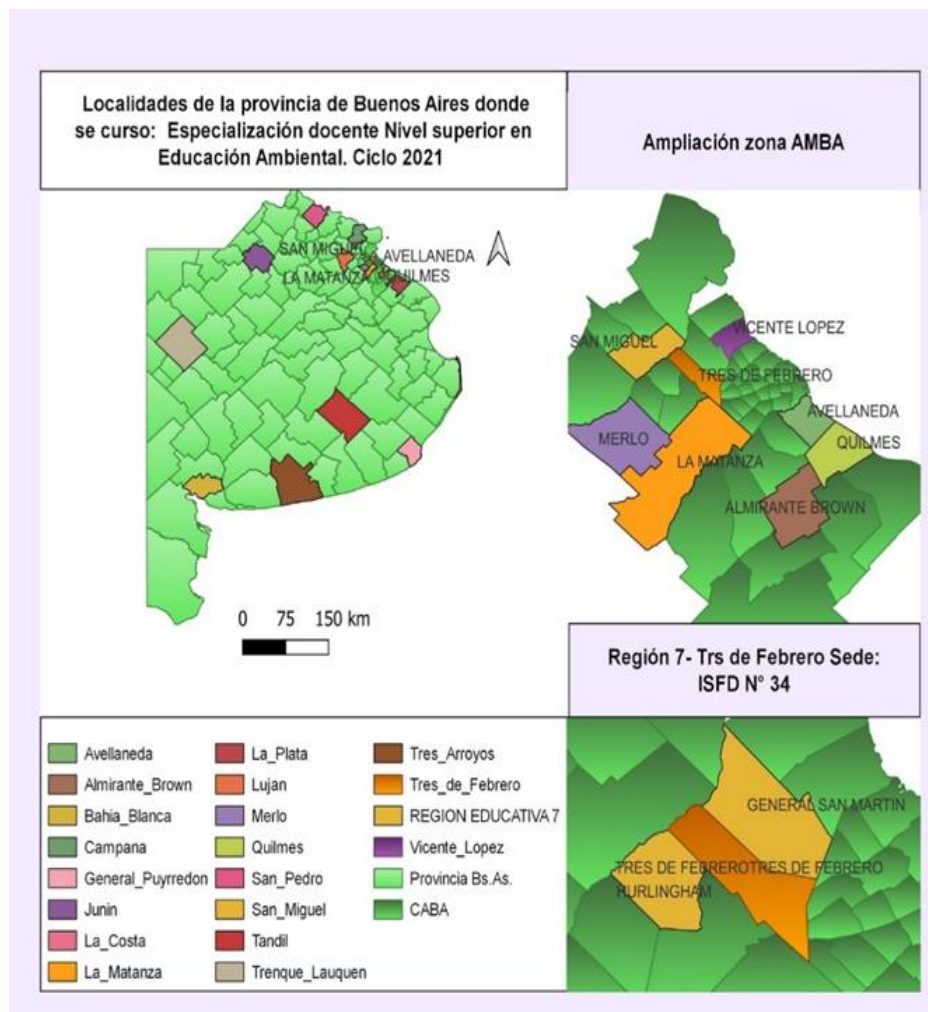 Localidades de la provincia de Buenos Aires donde
se curso: Especialización docente Nivel superior en
Educación Ambiental. Ciclo 2021
Ampliación zona AMBA
SAN MIGUEL
AVELLANEDA
LA MATANZA
QUILMES
0 75 150 km
VICENTE LOPEZ
SAN MIGUEL
TRES DE FEBRERO
AVELLANEDA
MERLO
QUILMES
LA MATANZA
ALMIRANTE BROWN
Región 7- Trs de Febrero Sede:
ISFD N° 34
GENERAL SAN MARTIN
TRES DE FEBRERO
TRES DE FEBRERO
HURLINGHAM
Avellaneda
Almirante_Brown
Bahía_Blanca
Campana
General_Puyrredon
Junin
La_Costa
La_Matanza
La_Plata
Lujan
Merlo
Quilmes
San_Pedro
San_Miguel
Tandil
Trenque_Lauquen
Tres_Arroyos
Tres_de_Febrero
REGION EDUCATIVA 7
Vicente_Lopez
Provincia Bs.As.
CABA